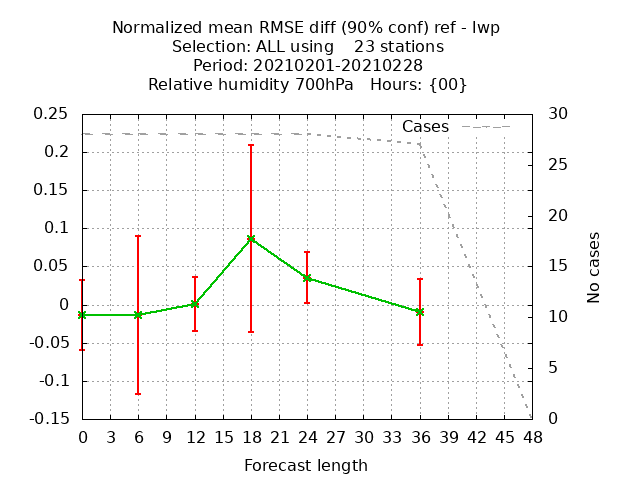 Normalized mean RMSE diff (90% conf) ref - lwp
Selection: ALL using    23 stations
Period: 20210201-20210228
Relative humidity 700hPa   Hours: {00}
0.25
0.2
0.15
0.1
0.05
0
-0.05
-0.1
-0.15
Cases
30
25
20
15
10
5
0
No cases
0 3 6 9 12 15 18 21 24 27 30 33 36 39 42 45 48
Forecast length